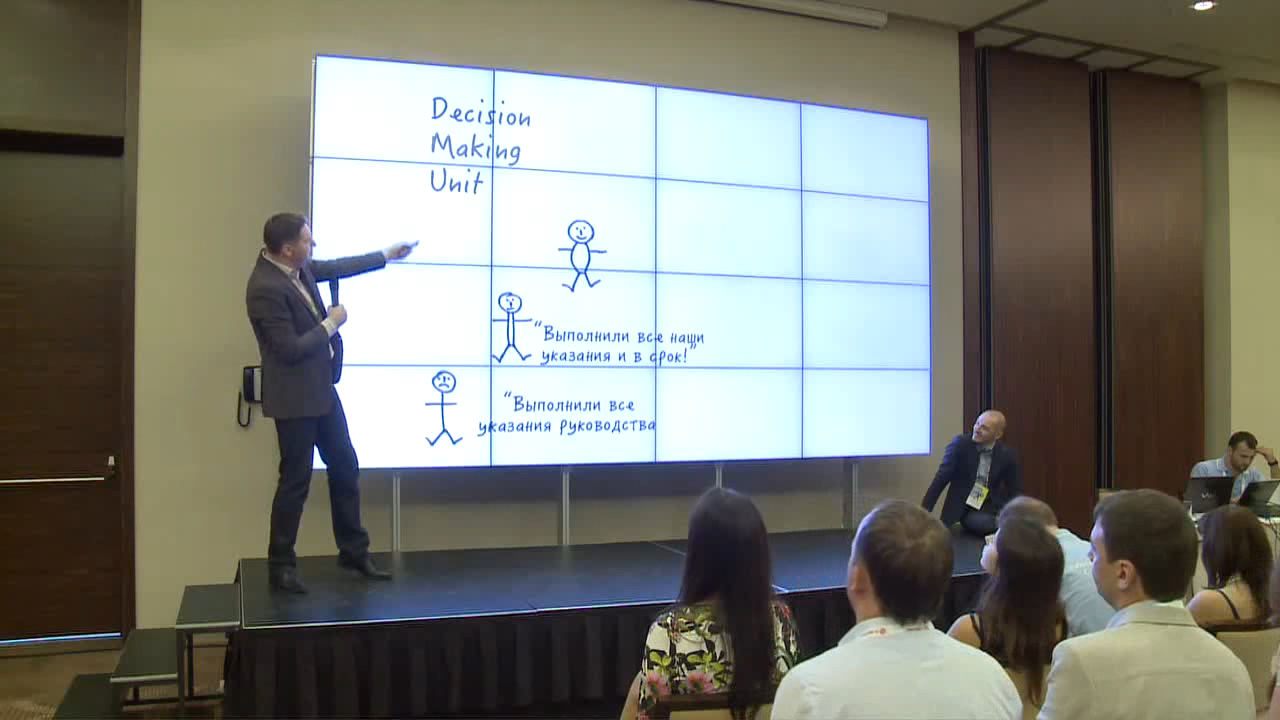 Decision
Making
Unit
“Выполнили все наши
указания и в срок!”
“Выполнили все
указания руководства